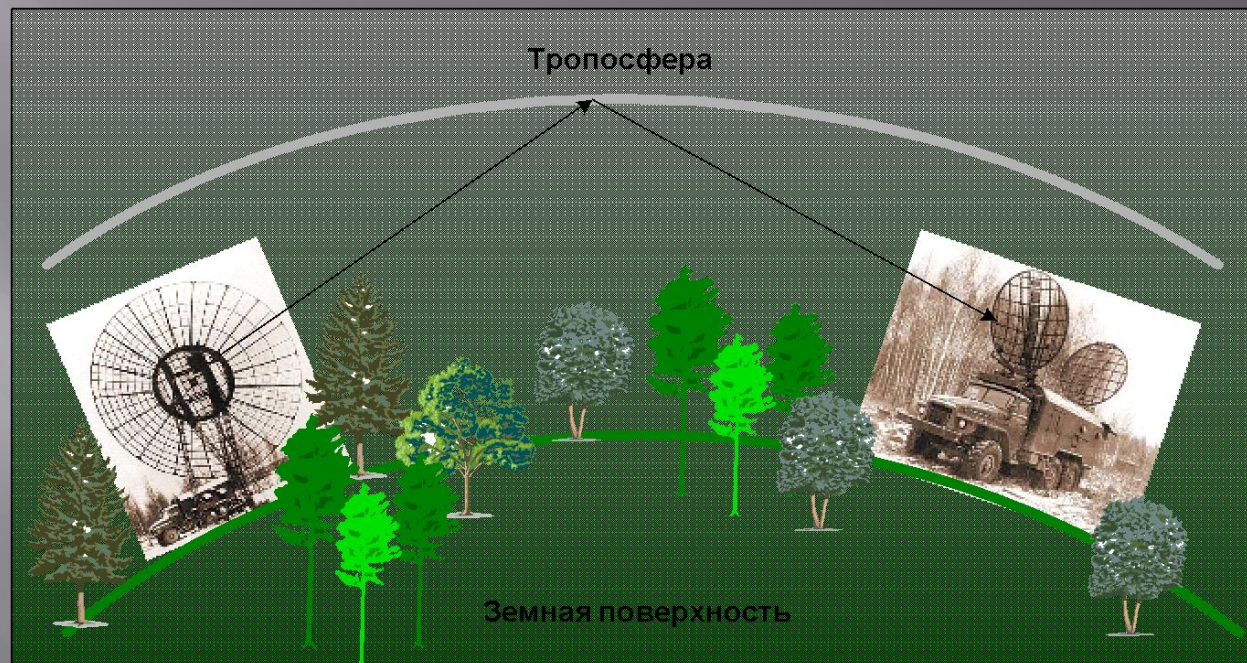 Тропосфера
Земная поверхность